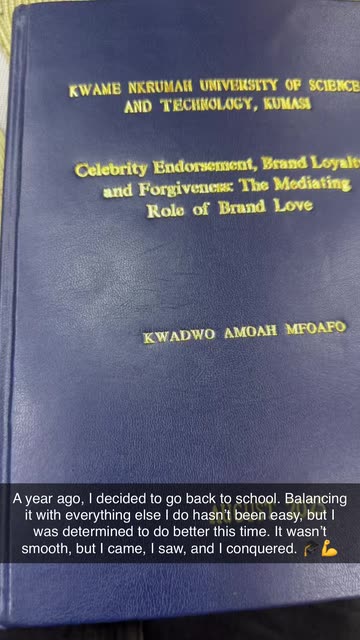 KWAME NKRUMAH UNIVERSITY OF SCIENCE
AND TECHNOLOGY, KUMASI
Celebrity Endorsement, Brand Loyalty
and Forgiveness: The Mediating
Role of Brand Love
KWADWO AMOAH MFOAFO
AUGUST
A year ago, I decided to go back to school. Balancing
it with everything else I do hasn't been easy, but I
was determined to do better this time. It wasn't
smooth, but I came, I saw, and I conquered. 🎓💪